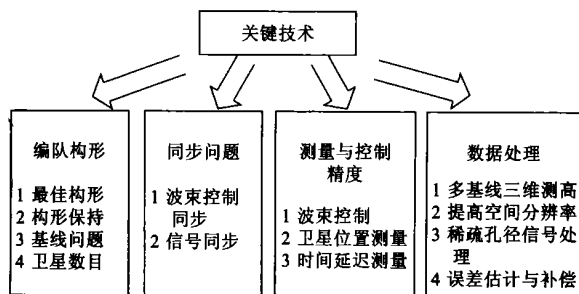 关键技术
编队构形
1 最佳构形
2 构形保持
3 基线问题
4 卫星数目
同步问题
1 波束控制
同步
2 信号同步
测量与控制
精度
1 波束控制
2 卫星位置测量
3 时间延迟测量
数据处理
1 多基线三维测高
2 提高空间分辨率
3 稀疏孔径信号处
理
4 误差估计与补偿